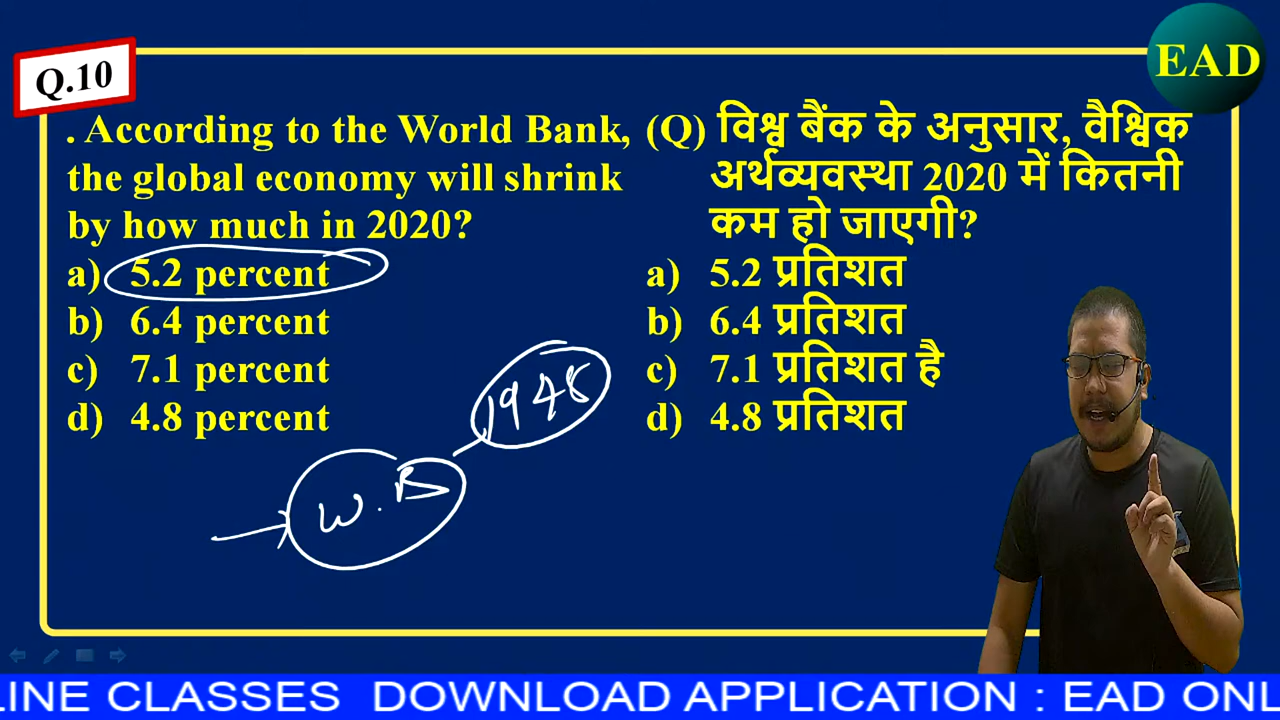 Q.10
EAD
. According to the World Bank,
the global economy will shrink
by how much in 2020?
a) 5.2 percent
b) 6.4 percent
c) 7.1 percent
d) 4.8 percent
(Q) विश्व बैंक के अनुसार, वैश्विक
अर्थव्यवस्था 2020 में कितनी
कम हो जाएगी?
a) 5.2 प्रतिशत
b) 6.4 प्रतिशत
c) 7.1 प्रतिशत है
d) 4.8 प्रतिशत
1948
W.B
LINE CLASSES DOWNLOAD APPLICATION : EAD ONL